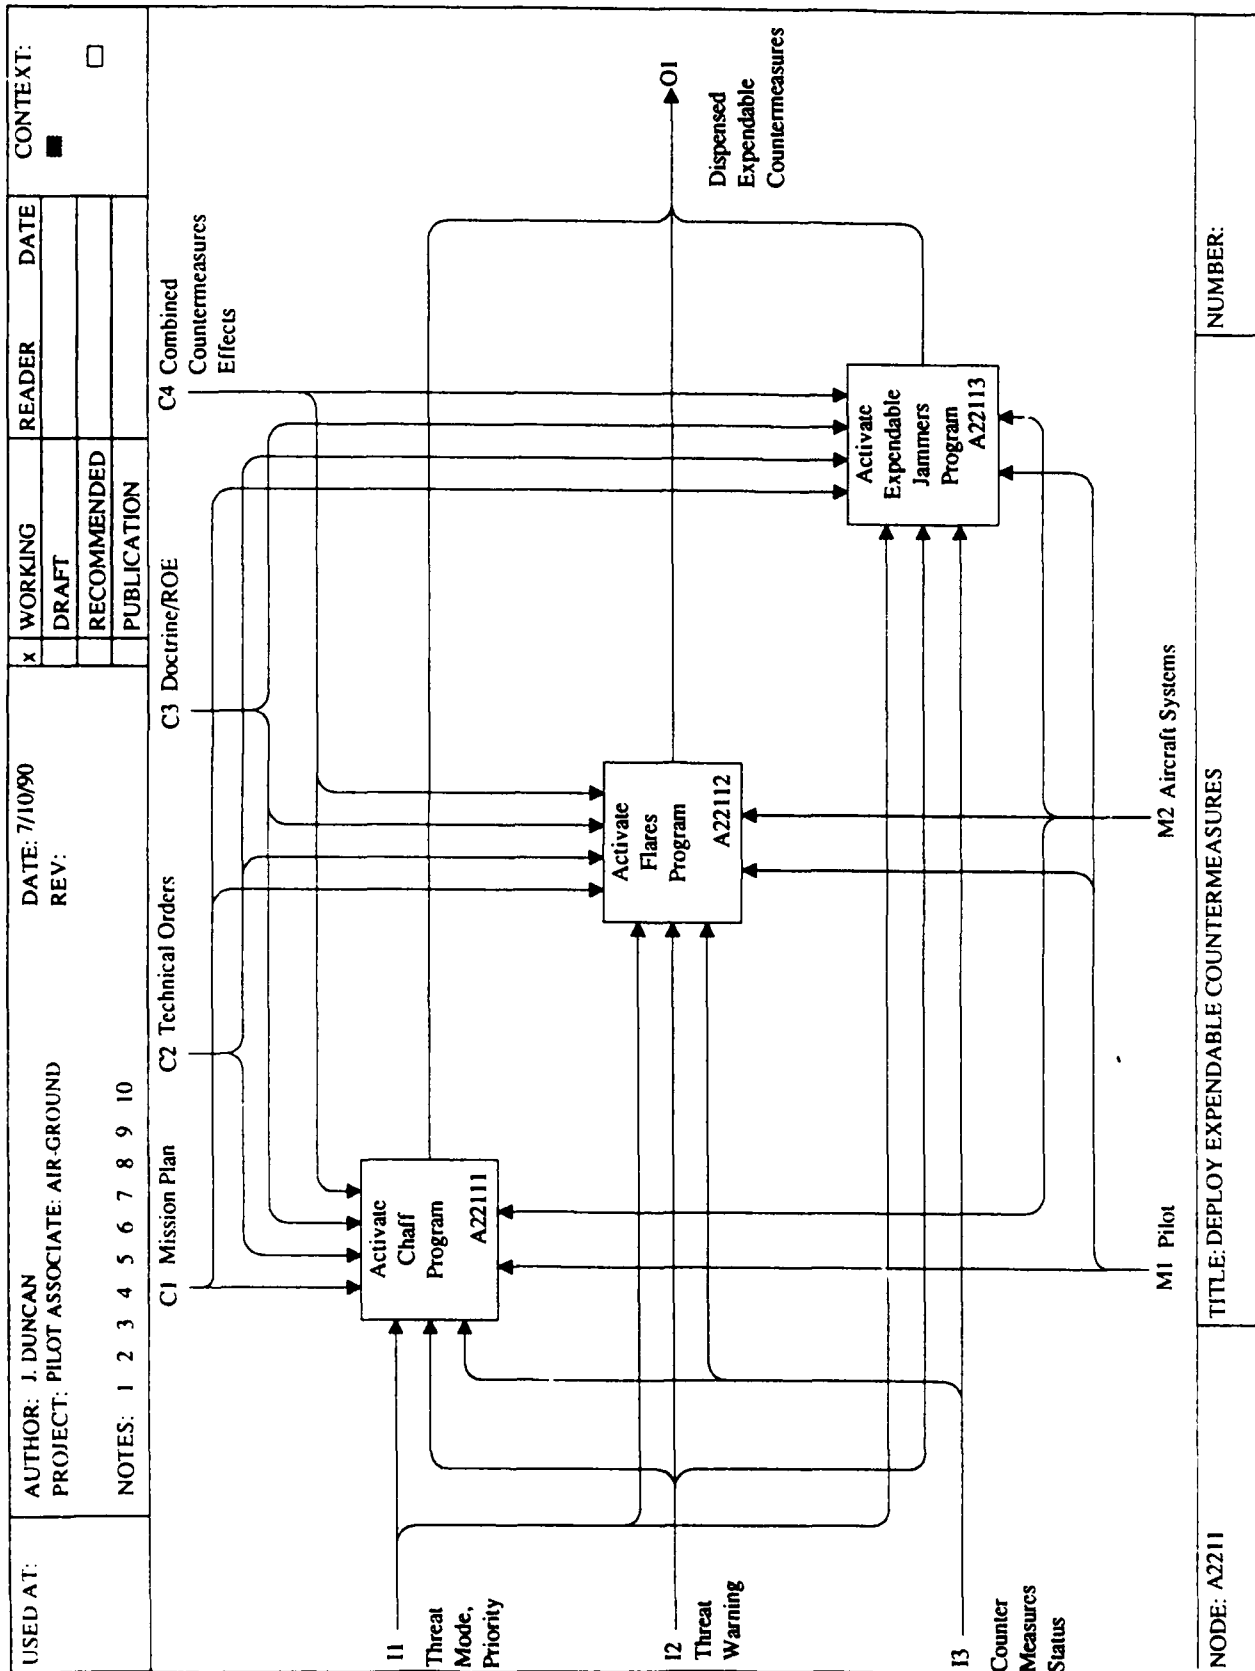 USED AT:
AUTHOR: J. DUNCAN
PROJECT: PILOT ASSOCIATE: AIR-GROUND
NOTES: 1 2 3 4 5 6 7 8 9 10
DATE: 7/10/90
REV:
x WORKING
DRAFT
RECOMMENDED
PUBLICATION
READER DATE
CONTEXT:
C1 Mission Plan
C2 Technical Orders
C3 Doctrine/ROE
C4 Combined
Countermeasures
Effects
I1
Threat
Mode,
Priority
I2
Threat
Warning
I3
Counter
Measures
Status
Activate
Chaff
Program
A22111
Activate
Flares
Program
A22112
Activate
Expendable
Jammers
Program
A22113
O1
Dispensed
Expendable
Countermeasures
M1 Pilot
M2 Aircraft Systems
NODE: A2211
TITLE: DEPLOY EXPENDABLE COUNTERMEASURES
NUMBER: